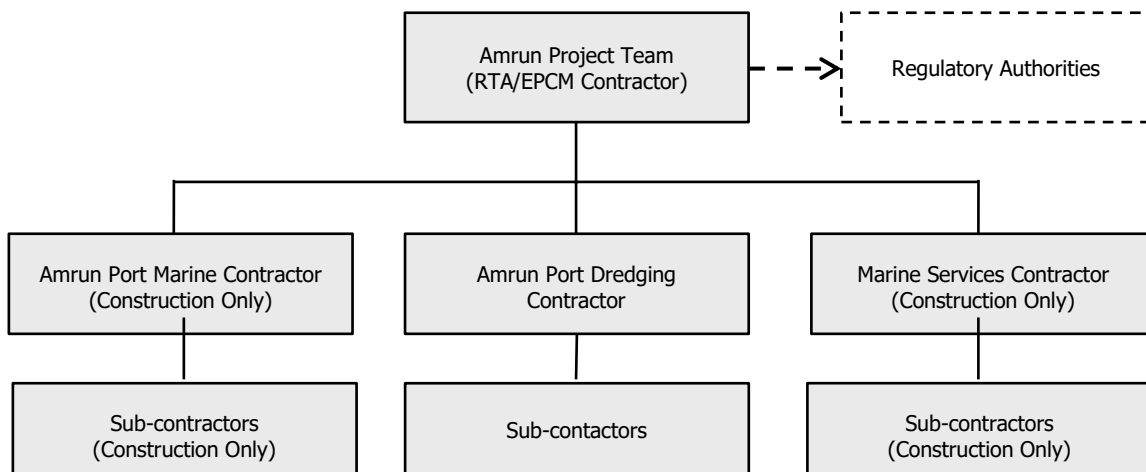 Amrun Project Team
(RTA/EPCM Contractor)
Regulatory Authorities
Amrun Port Marine Contractor
(Construction Only)
Amrun Port Dredging
Contractor
Marine Services Contractor
(Construction Only)
Sub-contractors
(Construction Only)
Sub-contactors
Sub-contractors
(Construction Only)